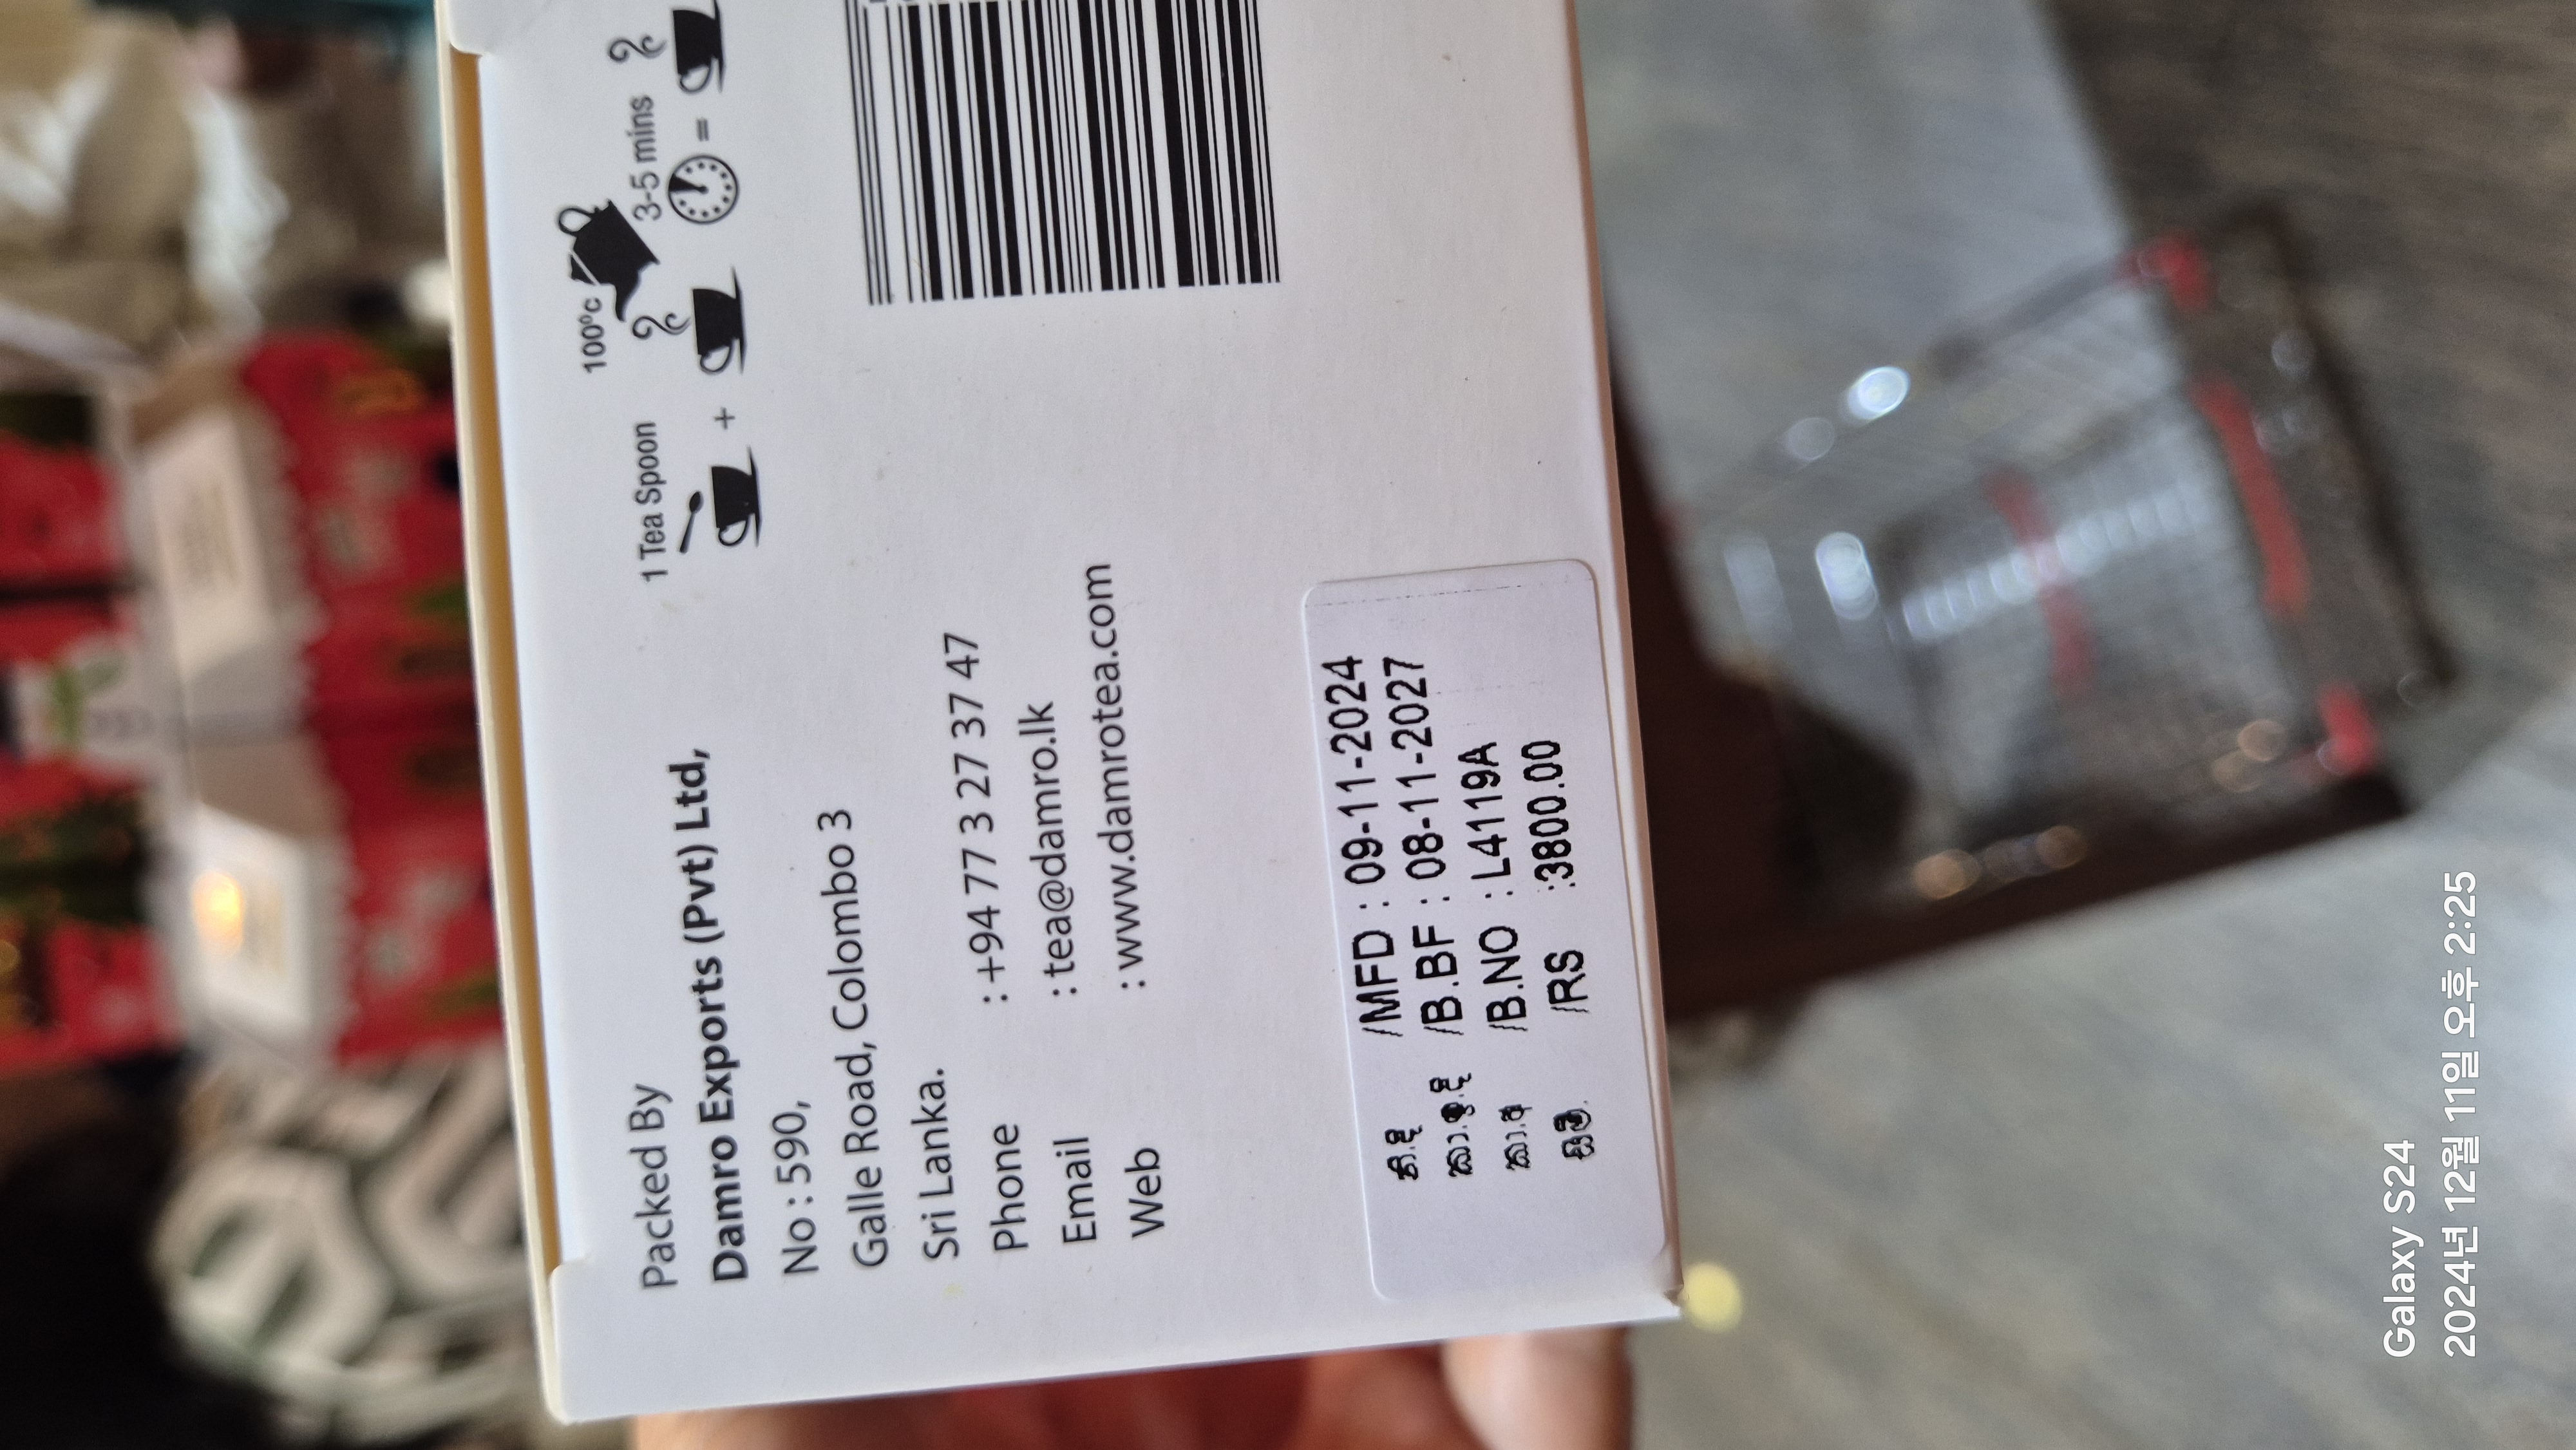 Packed By
Damro Exports (Pvt) Ltd,
No : 590,
Galle Road, Colombo 3
Sri Lanka.
Phone : +94 77 3 27 37 47
Email : tea@damro.lk
Web : www.damrotea.com
100°c
1 Tea Spoon
3-5 mins
+ =
/MFD : 09-11-2024
/B.BF : 08-11-2027
/B.NO : L4119A
/RS :3800.00
Galaxy S24
2024년 12월 11일 오후 2:25